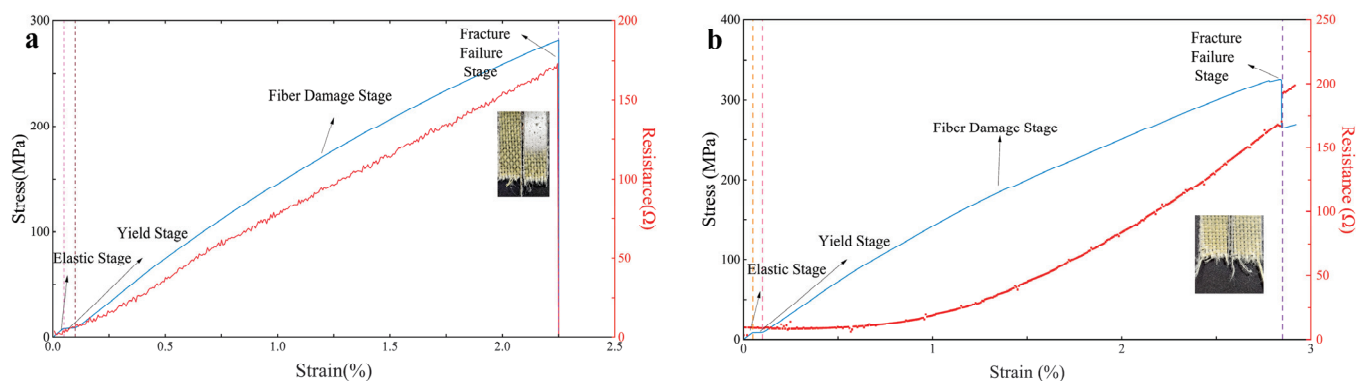 a
300
200
100
0
Stress(MPa)
Elastic Stage
Yield Stage
Fiber Damage Stage
Fracture
Failure
Stage
200
150
100
50
0
Resistance(Ω)
0.0
0.5
1.0
1.5
2.0
2.5
Strain(%)
b
400
300
200
100
0
Stress (MPa)
Elastic Stage
Yield Stage
Fiber Damage Stage
Fracture
Failure
Stage
250
200
150
100
50
0
Resistance (Ω)
0
1
2
3
Strain (%)